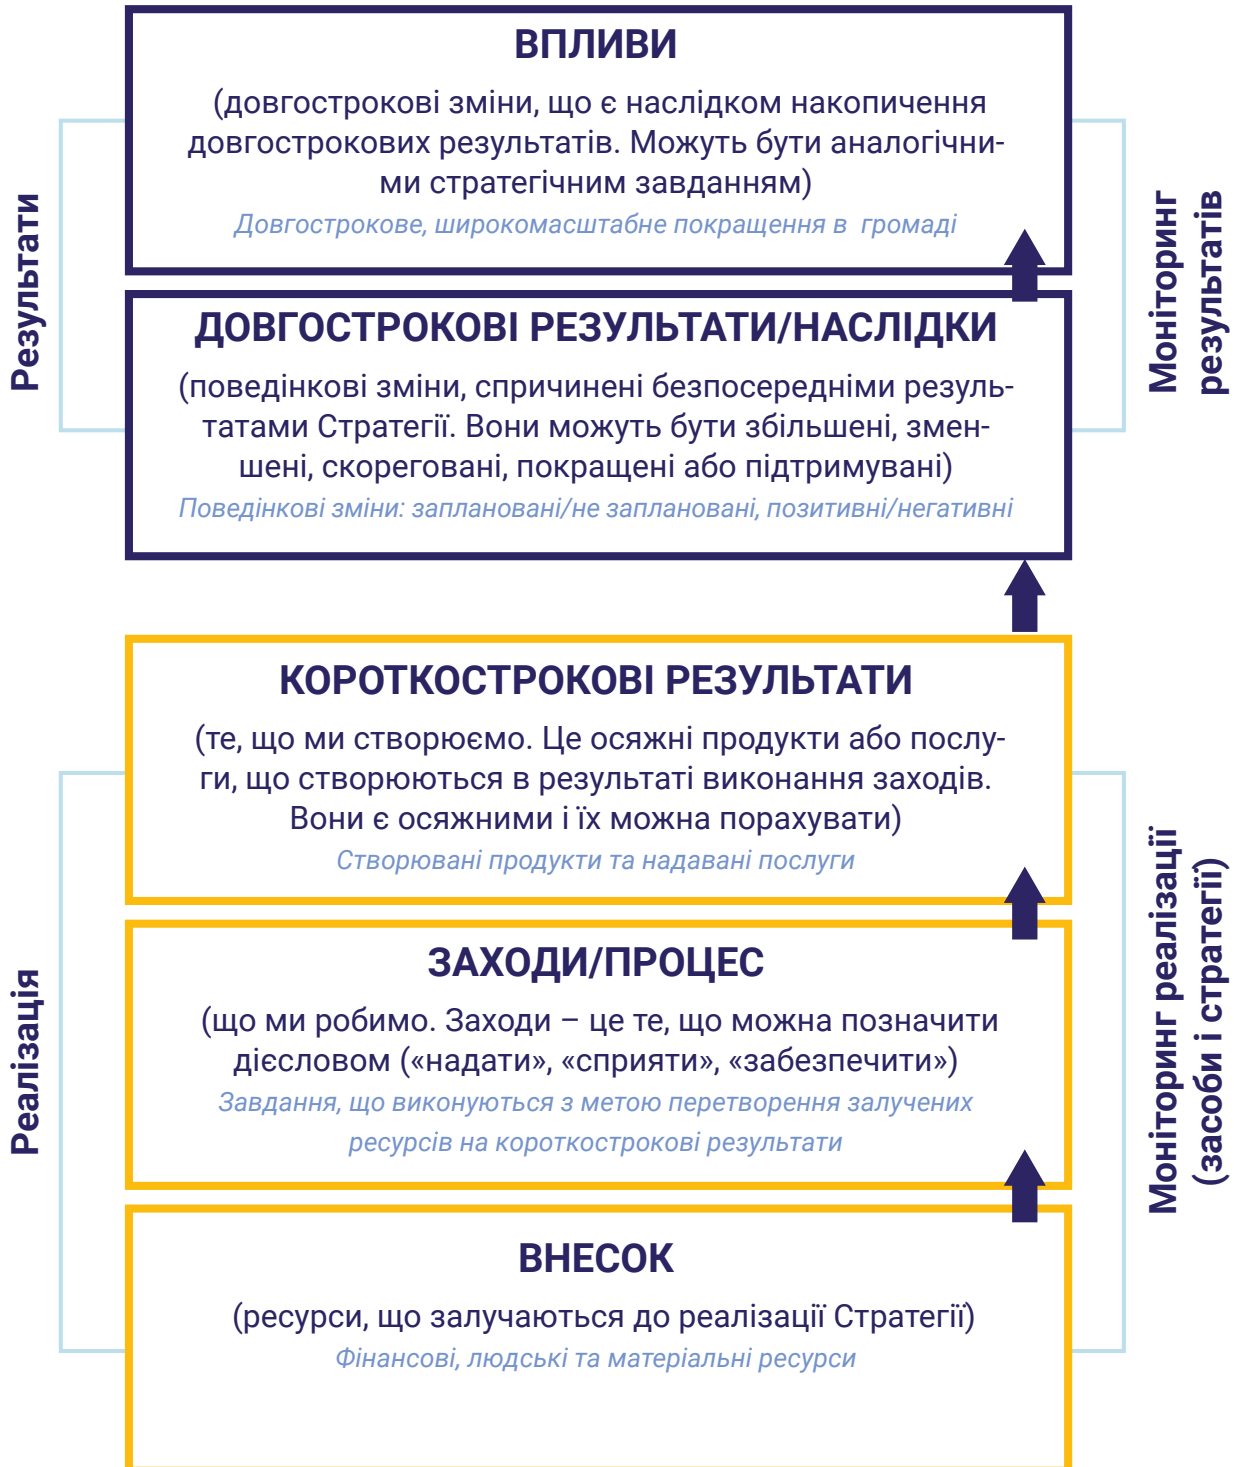 ВПЛИВИ
(довгострокові зміни, що є наслідком накопичення
довгострокових результатів. Можуть бути аналогічни-
ми стратегічним завданням)
Довгострокове, широкомасштабне покращення в громаді
Результати
Моніторинг
результатів
ДОВГОСТРОКОВІ РЕЗУЛЬТАТИ/НАСЛІДКИ
(поведінкові зміни, спричинені безпосередніми резуль-
татами Стратегії. Вони можуть бути збільшені, змен-
шені, скореговані, покращені або підтримувані)
Поведінкові зміни: заплановані/не заплановані, позитивні/негативні
КОРОТКОСТРОКОВІ РЕЗУЛЬТАТИ
(те, що ми створюємо. Це осяжні продукти або послу-
ги, що створюються в результаті виконання заходів.
Вони є осяжними і їх можна порахувати)
Створювані продукти та надавані послуги
Реалізація
Моніторинг реалізації
(засоби і стратегії)
ЗАХОДИ/ПРОЦЕС
(що ми робимо. Заходи – це те, що можна позначити
дієсловом («надати», «сприяти», «забезпечити»)
Завдання, що виконуються з метою перетворення залучених
ресурсів на короткострокові результати
ВНЕСОК
(ресурси, що залучаються до реалізації Стратегії)
Фінансові, людські та матеріальні ресурси